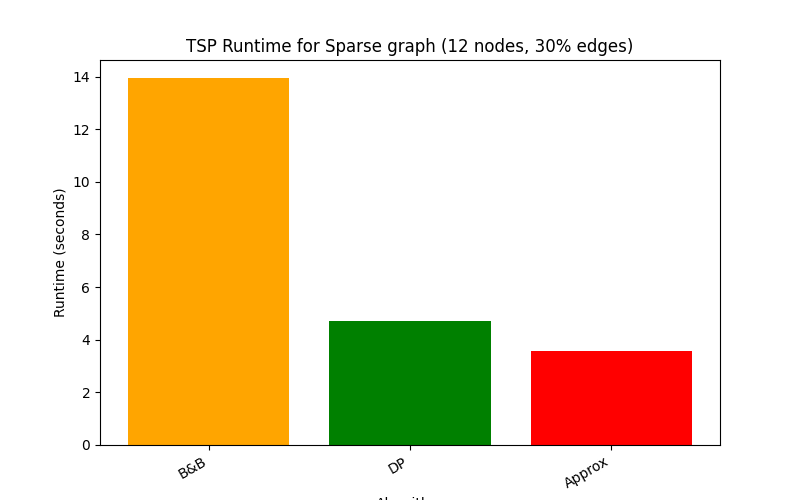 TSP Runtime for Sparse graph (12 nodes, 30% edges)
Runtime (seconds)
14
12
10
8
6
4
2
0
B&B
DP
Approx